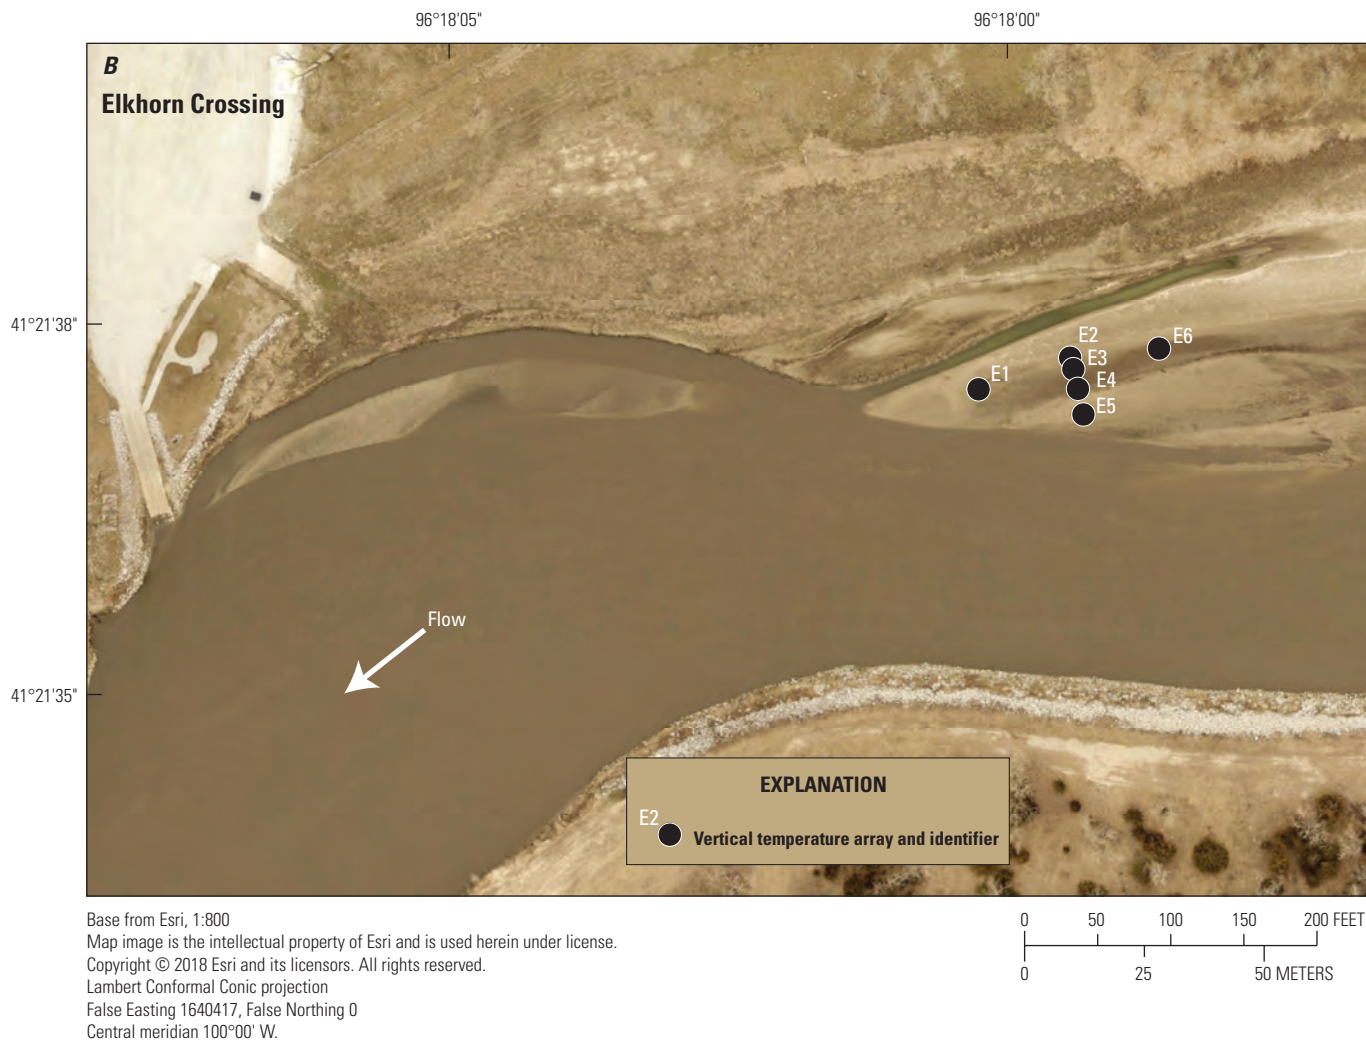 96°18'05" 96°18'00"
B
Elkhorn Crossing
41°21'38"
E2
E6
E3
E1
E4
E5
Flow
41°21'35"
EXPLANATION
E2
Vertical temperature array and identifier
Base from Esri, 1:800
Map image is the intellectual property of Esri and is used herein under license.
Copyright © 2018 Esri and its licensors. All rights reserved.
Lambert Conformal Conic projection
False Easting 1640417, False Northing 0
Central meridian 100°00' W.
0 50 100 150 200 FEET
0 25 50 METERS